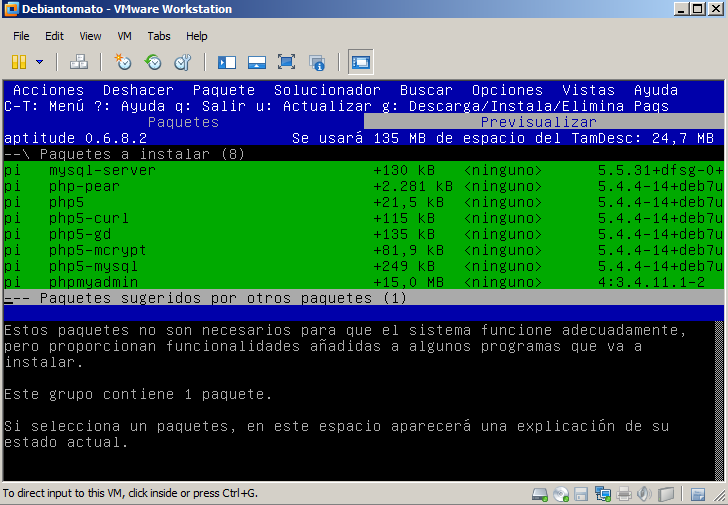 Debiantomato - VMware Workstation
File Edit View VM Tabs Help
Acciones Deshacer Paquete Solucionador Buscar Opciones Vistas Ayuda
C-T: Menú ?: Ayuda q: Salir u: Actualizar g: Descarga/Instala/Elimina Paqs
Paquetes Previsualizar
aptitude 0.6.8.2 Se usará 135 MB de espacio del TamDesc: 24,7 MB
--\ Paquetes a instalar (8)
pi mysql-server +130 kB <ninguno> 5.5.31+dfsg-0+
pi php-pear +2.281 kB <ninguno> 5.4.4-14+deb7u
pi php5 +21,5 kB <ninguno> 5.4.4-14+deb7u
pi php5-curl +115 kB <ninguno> 5.4.4-14+deb7u
pi php5-gd +135 kB <ninguno> 5.4.4-14+deb7u
pi php5-mcrypt +81,9 kB <ninguno> 5.4.4-14+deb7u
pi php5-mysql +249 kB <ninguno> 5.4.4-14+deb7u
pi phpmyadmin +15,0 MB <ninguno> 4:3.4.11.1-2
--- Paquetes sugeridos por otros paquetes (1)
Estos paquetes no son necesarios para que el sistema funcione adecuadamente,
pero proporcionan funcionalidades añadidas a algunos programas que va a
instalar.
Este grupo contiene 1 paquete.
Si selecciona un paquetes, en este espacio aparecerá una explicación de su
estado actual.
To direct input to this VM, click inside or press Ctrl+G.